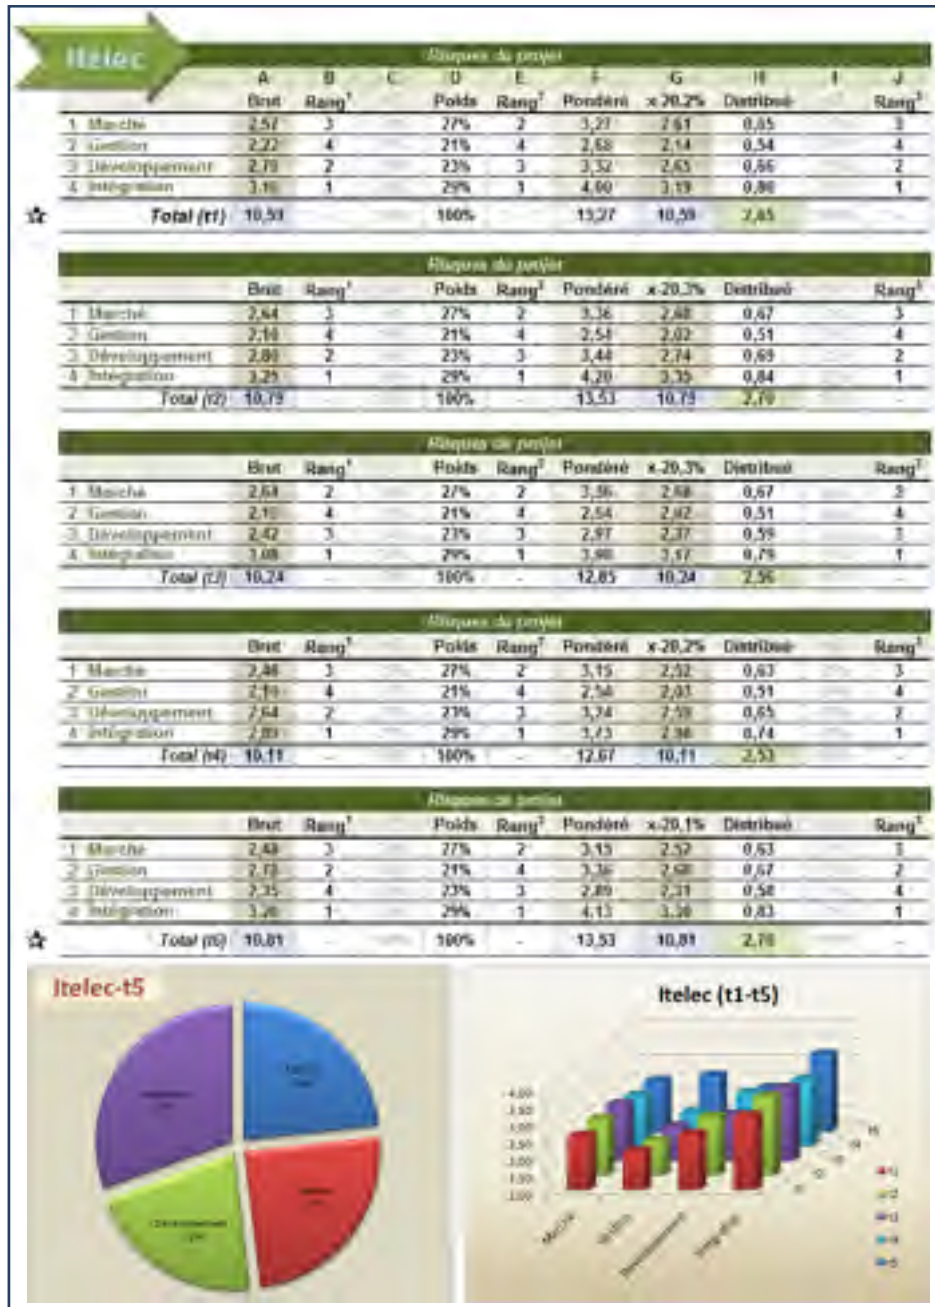 Itelec
Risques du projet
A B C D E F G H I J
Brut Rang¹ Poids Rang² Pondéré x-20,2% Distribué Rang³
1 Marché 2,57 3 27% 2 3,27 2,61 0,65 3
2 Gestion 2,22 4 21% 4 2,68 2,14 0,54 4
3 Développement 2 23% 3 3,32 2,65 0,66 2
4 Intégration 1 29% 1 4,00 3,19 0,80 1
Total (t1) 10,59 100% 13,27 10,59 2,65
Risques du projet
Brut Rang¹ Poids Rang² Pondéré x-20,3% Distribué Rang³
1 Marché 2,64 3 27% 2 3,36 2,68 0,67 3
2 Gestion 2,10 4 21% 4 2,54 2,02 0,51 4
3 Développement 2,80 2 23% 3 3,44 2,74 0,69 2
4 Intégration 3,25 1 29% 1 4,20 3,35 0,84 1
Total (t2) 10,79 - 100% - 13,53 10,79 2,70 -
Risques du projet
Brut Rang¹ Poids Rang² Pondéré x-20,3% Distribué Rang³
1 Marché 2,64 2 27% 2 3,36 2,68 0,67 2
2 Gestion 2,10 4 21% 4 2,54 2,02 0,51 4
3 Développement 2,42 3 23% 3 2,97 2,37 0,59 3
4 Intégration 3,08 1 29% 1 3,17 0,79 1
Total (t3) 10,24 - 100% - 12,85 10,24 2,56 -
Risques du projet
Brut Rang¹ Poids Rang² Pondéré x-20,2% Distribué Rang³
1 Marché 2,48 3 27% 2 3,15 2,52 0,63 3
2 Gestion 2,10 4 21% 4 2,54 2,03 0,51 4
3 Développement 2,64 2 23% 3 3,24 2,59 0,65 2
4 Intégration 2,89 1 29% 1 3,73 2,98 0,74 1
Total (t4) 10,11 - 100% - 12,67 10,11 2,53 -
Risques du projet
Brut Rang¹ Poids Rang² Pondéré x-20,1% Distribué Rang³
1 Marché 2,48 3 27% 2 3,15 2,52 0,63 3
2 Gestion 2,78 2 21% 4 3,36 2,68 0,67 2
3 Développement 2,35 4 23% 3 2,89 2,31 0,58 4
4 Intégration 3,20 1 29% 1 4,13 3,30 0,83 1
Total (t5) 10,81 100% - 13,53 10,81 2,70 -
Itelec-t5
Itelec (t1-t5)
4,00
3,50
3,00
2,50
2,00
1,50
1,00
Marché
Développement
Intégration
t1
t2
t3
t4
t5